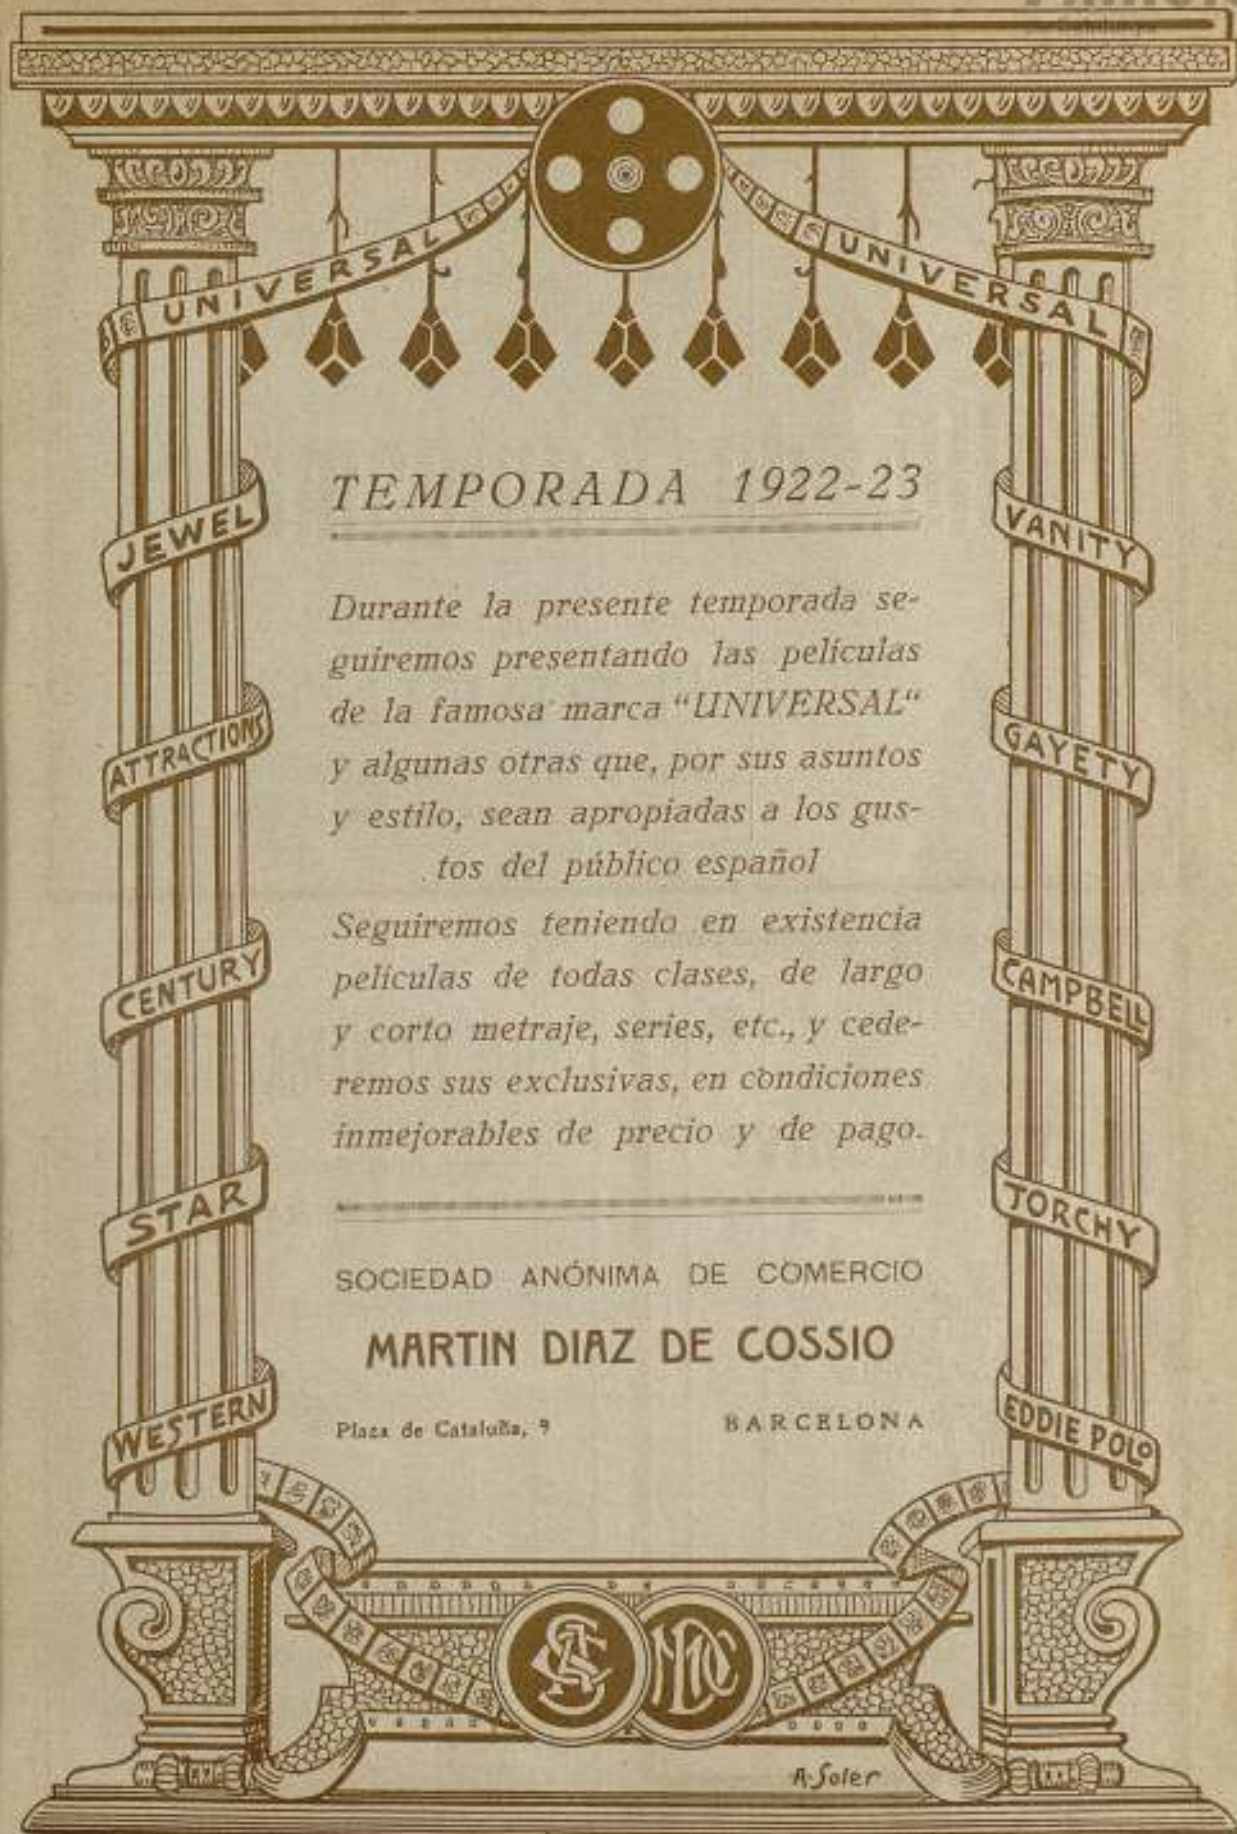 UNIVERSAL
UNIVERSAL
JEWEL
ATTRACTIONS
CENTURY
STAR
WESTERN
TEMPORADA 1922-23
Durante la presente temporada se-
guiremos presentando las películas
de la famosa marca “UNIVERSAL“
y algunas otras que, por sus asuntos
y estilo, sean apropiadas a los gus-
tos del público español
Seguiremos teniendo en existencia
películas de todas clases, de largo
y corto metraje, series, etc., y cede-
remos sus exclusivas, en condiciones
inmejorables de precio y de pago.
SOCIEDAD ANÓNIMA DE COMERCIO
MARTIN DIAZ DE COSSIO
Plaza de Cataluña, 9 BARCELONA
VANITY
GAYETY
CAMPBELL
TORCHY
EDDIE POLO
A. Soler